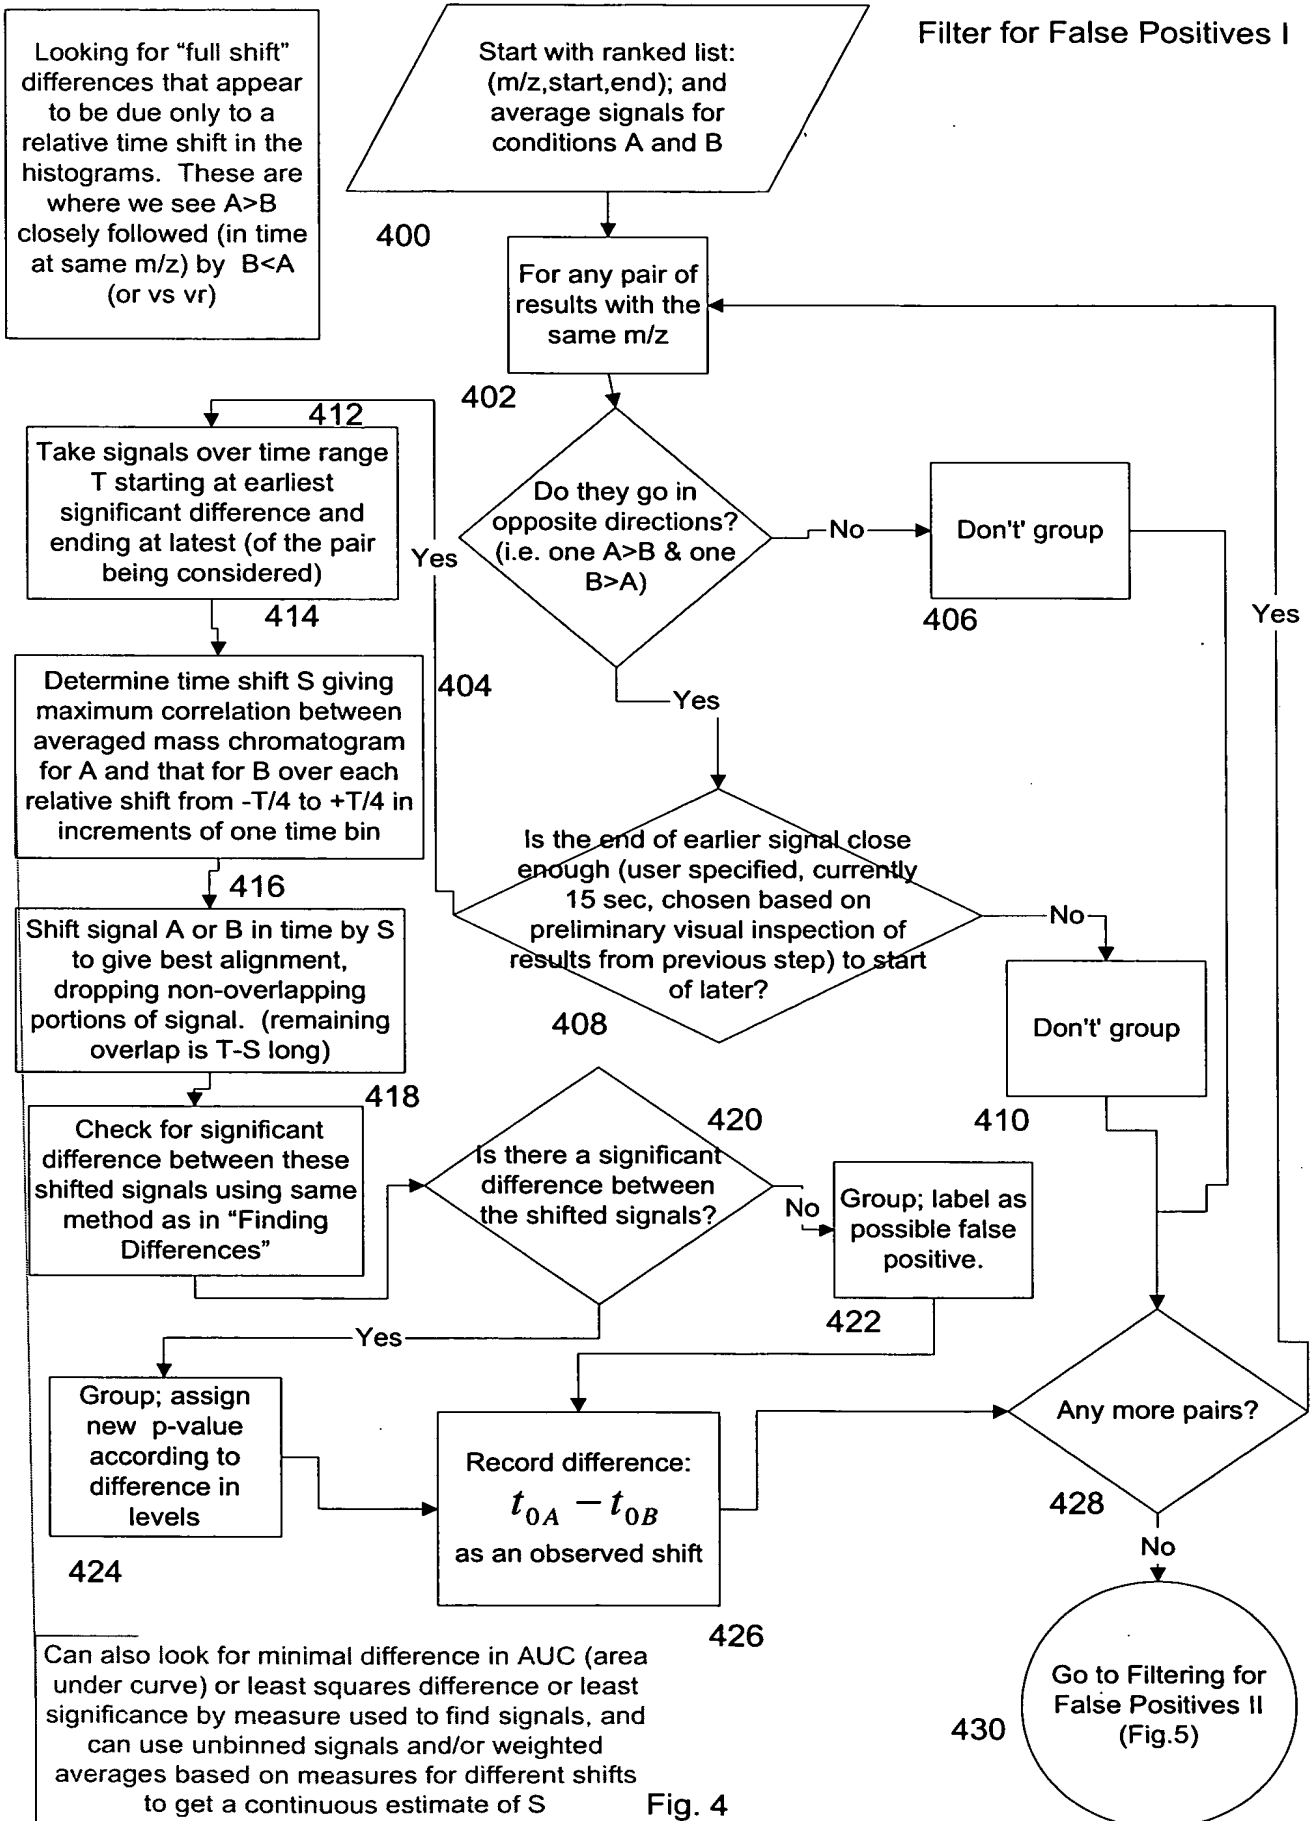 Filter for False Positives I
Looking for “full shift”
differences that appear
to be due only to a
relative time shift in the
histograms. These are
where we see A>B
closely followed (in time
at same m/z) by B<A
(or vs vr)
Start with ranked list:
(m/z,start,end); and
average signals for
conditions A and B
400
For any pair of
results with the
same m/z
402
Do they go in
opposite directions?
(i.e. one A>B & one
B>A)
No
Don't' group
406
Yes
404
Yes
Is the end of earlier signal close
enough (user specified, currently
15 sec, chosen based on
preliminary visual inspection of
results from previous step) to start
of later?
408
No
Don't' group
410
Yes
412
Take signals over time range
T starting at earliest
significant difference and
ending at latest (of the pair
being considered)
414
Determine time shift S giving
maximum correlation between
averaged mass chromatogram
for A and that for B over each
relative shift from -T/4 to +T/4 in
increments of one time bin
416
Shift signal A or B in time by S
to give best alignment,
dropping non-overlapping
portions of signal. (remaining
overlap is T-S long)
418
Check for significant
difference between these
shifted signals using same
method as in “Finding
Differences”
420
Is there a significant
difference between
the shifted signals?
No
Group; label as
possible false
positive.
422
Yes
Group; assign
new p-value
according to
difference in
levels
424
Record difference:
t0A − t0B
as an observed shift
426
Any more pairs?
428
No
Go to Filtering for
False Positives II
(Fig.5)
430
Can also look for minimal difference in AUC (area
under curve) or least squares difference or least
significance by measure used to find signals, and
can use unbinned signals and/or weighted
averages based on measures for different shifts
to get a continuous estimate of S
Fig. 4